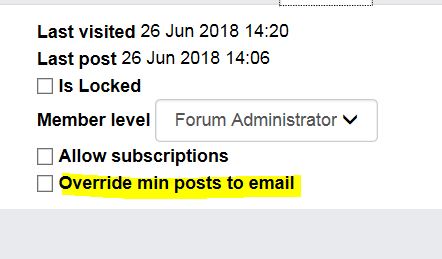 Last visited 26 Jun 2018 14:20
Last post 26 Jun 2018 14:06
Is Locked
Member level Forum Administrator
Allow subscriptions
Override min posts to email